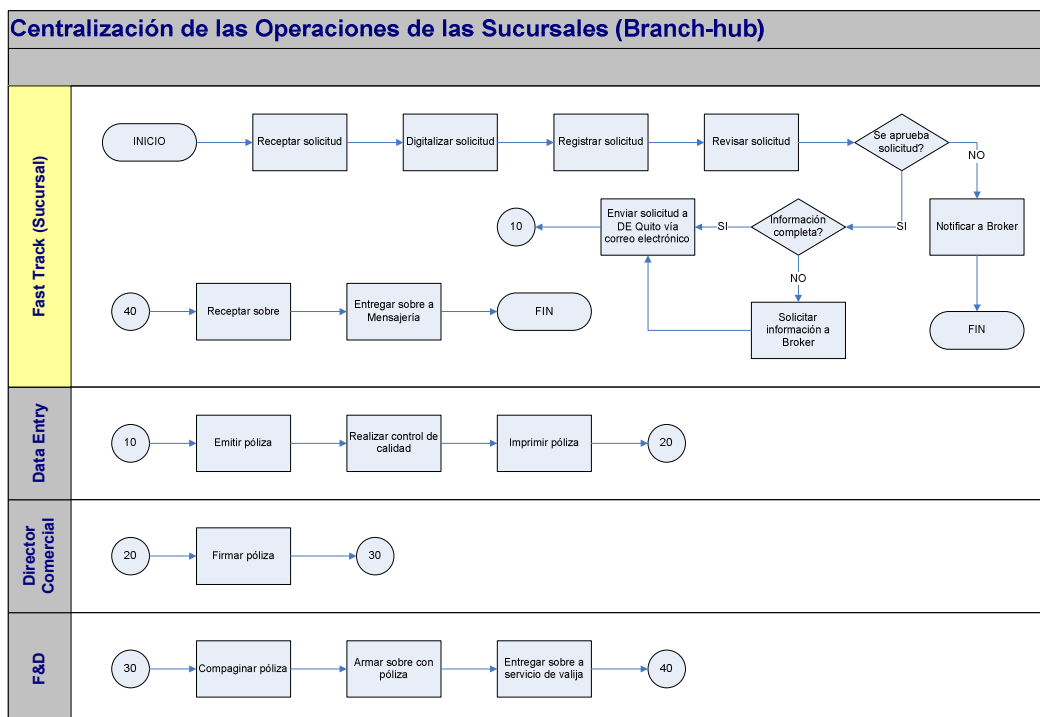 Centralización de las Operaciones de las Sucursales (Branch-hub)
Fast Track (Sucursal)
INICIO
Receptar solicitud
Digitalizar solicitud
Registrar solicitud
Revisar solicitud
Se aprueba
solicitud?
NO
SI
Notificar a Broker
FIN
Información
completa?
SI
NO
Enviar solicitud a
DE Quito vía
correo electrónico
10
Solicitar
información a
Broker
40
Receptar sobre
Entregar sobre a
Mensajería
FIN
Data Entry
10
Emitir póliza
Realizar control de
calidad
Imprimir póliza
20
Director
Comercial
20
Firmar póliza
30
F&D
30
Compaginar póliza
Armar sobre con
póliza
Entregar sobre a
servicio de valija
40